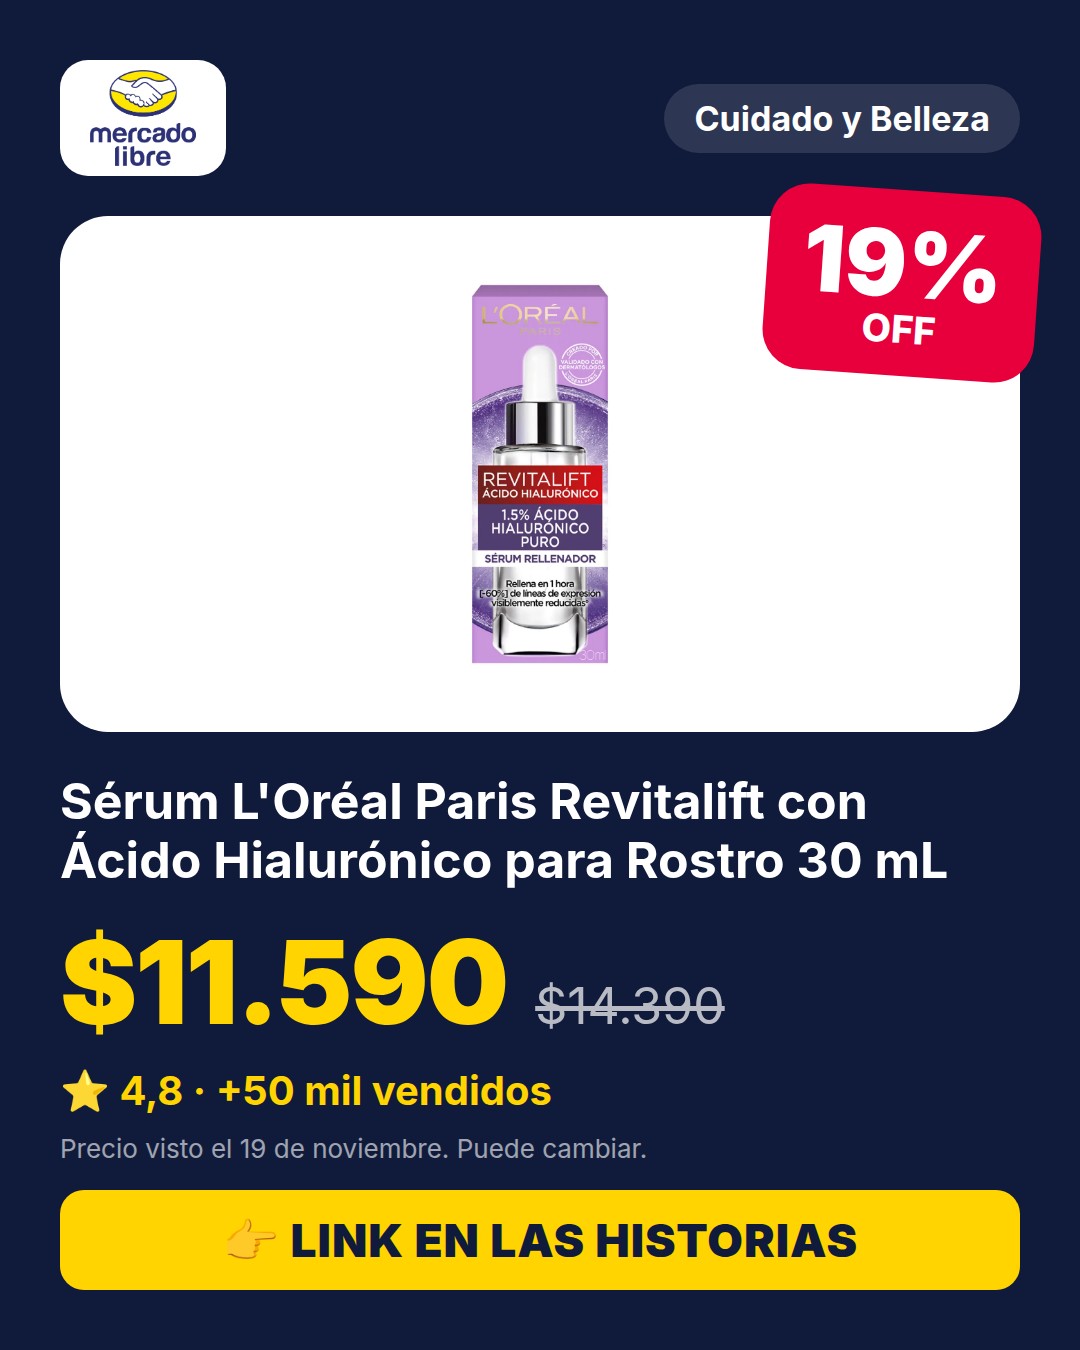 mercado
libre
Cuidado y Belleza
19%
OFF
L'ORÉAL
PARIS
VALIDADO CON
DERMATÓLOGOS
REVITALIFT
ÁCIDO HIALURÓNICO
1.5% ÁCIDO
HIALURÓNICO
PURO
SÉRUM RELLENADOR
Rellena en 1 hora
[-60%] de líneas de expresión
visiblemente reducidas*
30ml
Sérum L'Oréal Paris Revitalift con
Ácido Hialurónico para Rostro 30 mL
$11.590 $14.390
⭐ 4,8 · +50 mil vendidos
Precio visto el 19 de noviembre. Puede cambiar.
👉 LINK EN LAS HISTORIAS